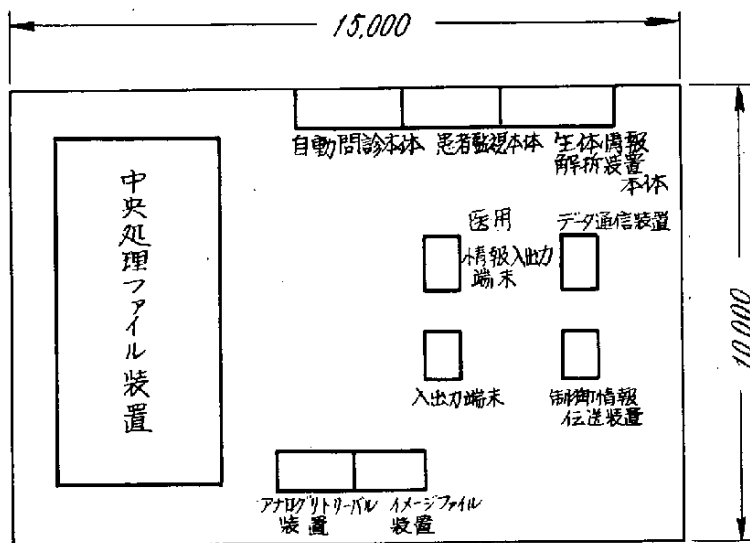 15,000
自動問診本体
患者監視本体
生体情報
解析装置
本体
中央処理ファイル装置
医用
情報入出力
端末
データ通信装置
10,000
入出力端末
制御情報
伝送装置
アナログリトリーバル
装置
イメージファイル
装置